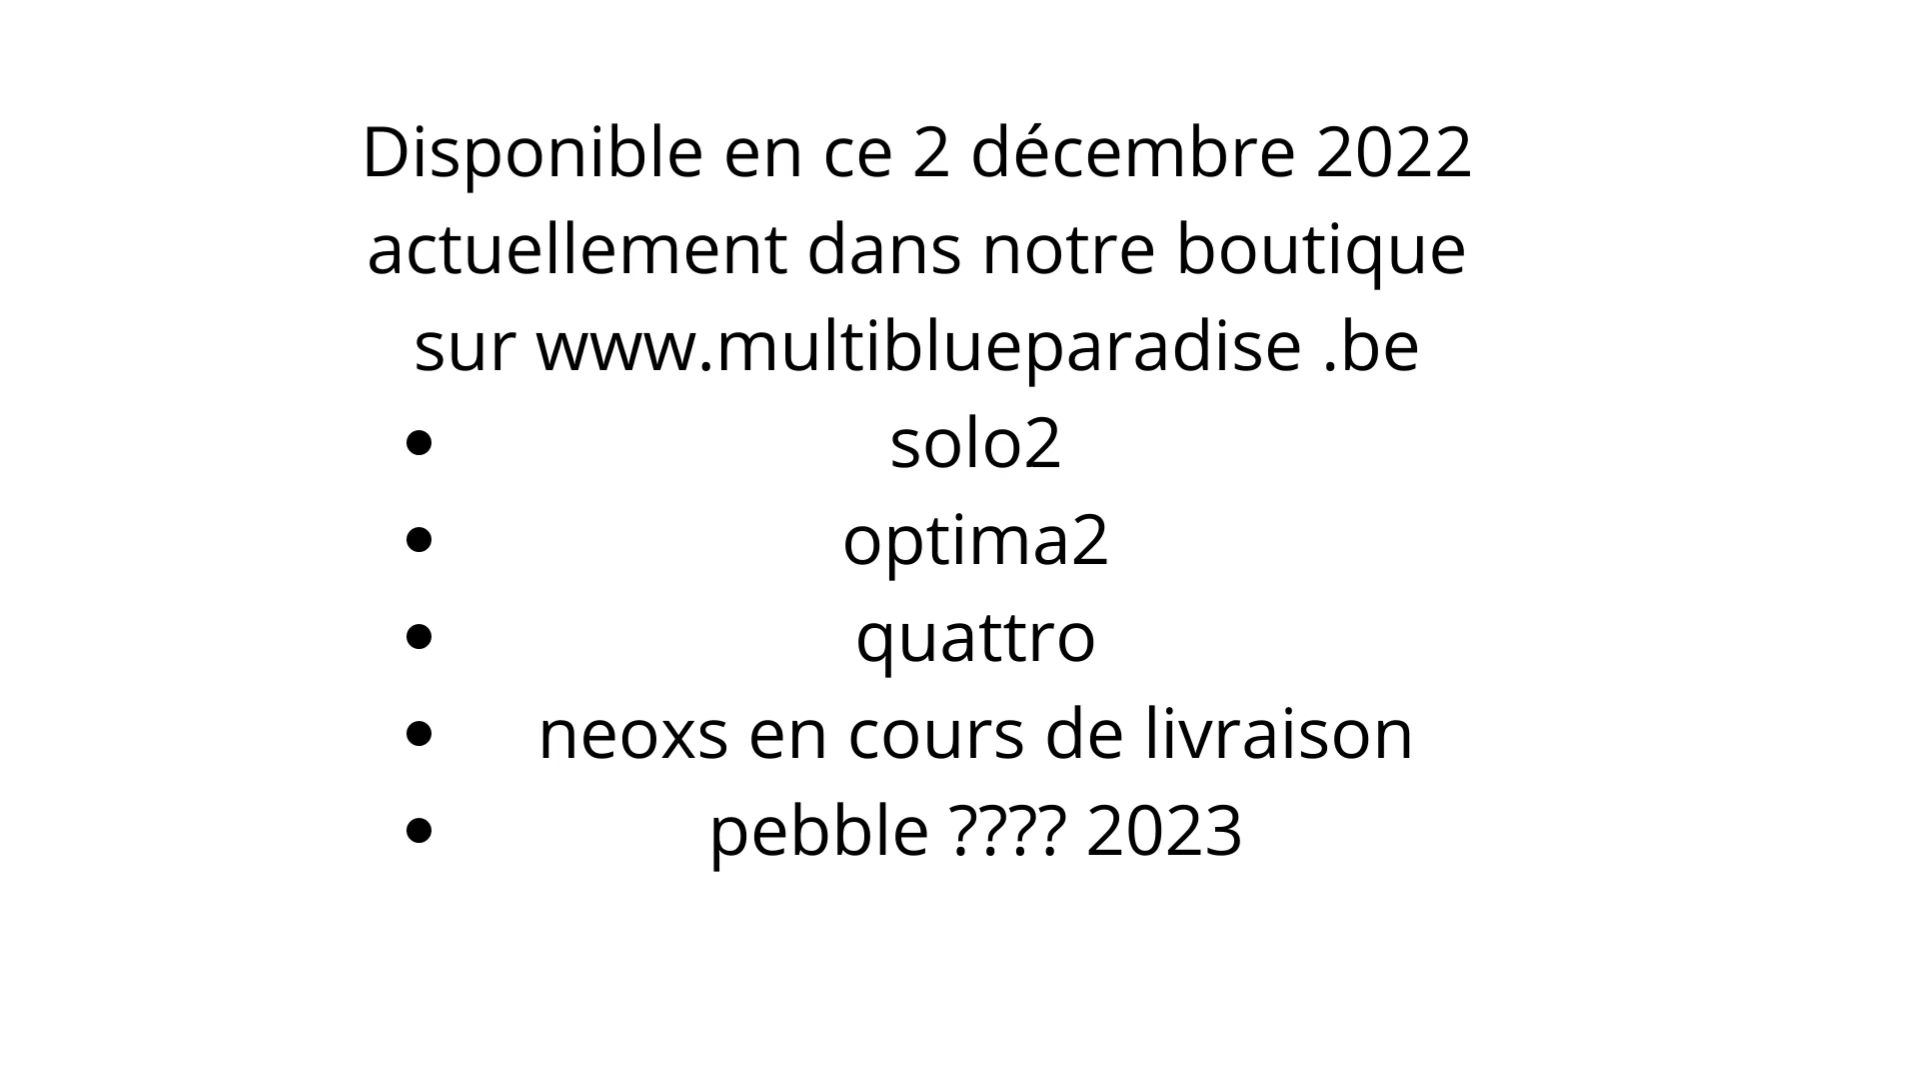 Disponible en ce 2 décembre 2022
actuellement dans notre boutique
sur www.multiblueparadise .be
• solo2
• optima2
• quattro
• neoxs en cours de livraison
• pebble ???? 2023